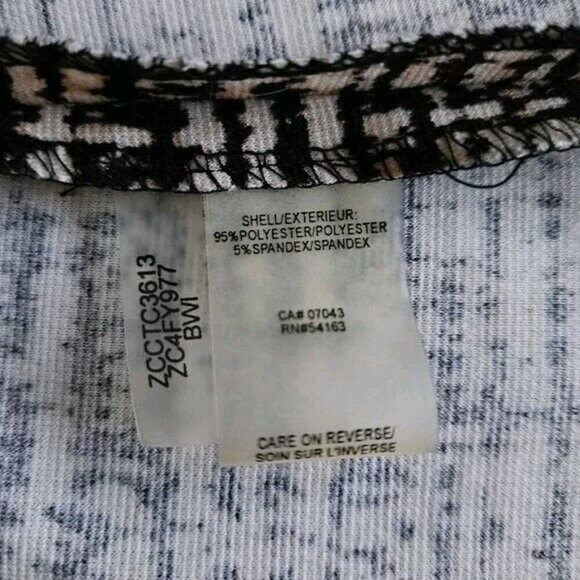 SHELL/EXTERIEUR:
95%POLYESTER/POLYESTER
5%SPANDEX/SPANDEX
CA# 07043
RN#54163
CARE ON REVERSE/
SOIN SUR L'INVERSE
ZCCTC3613
ZC4FY977
BWI